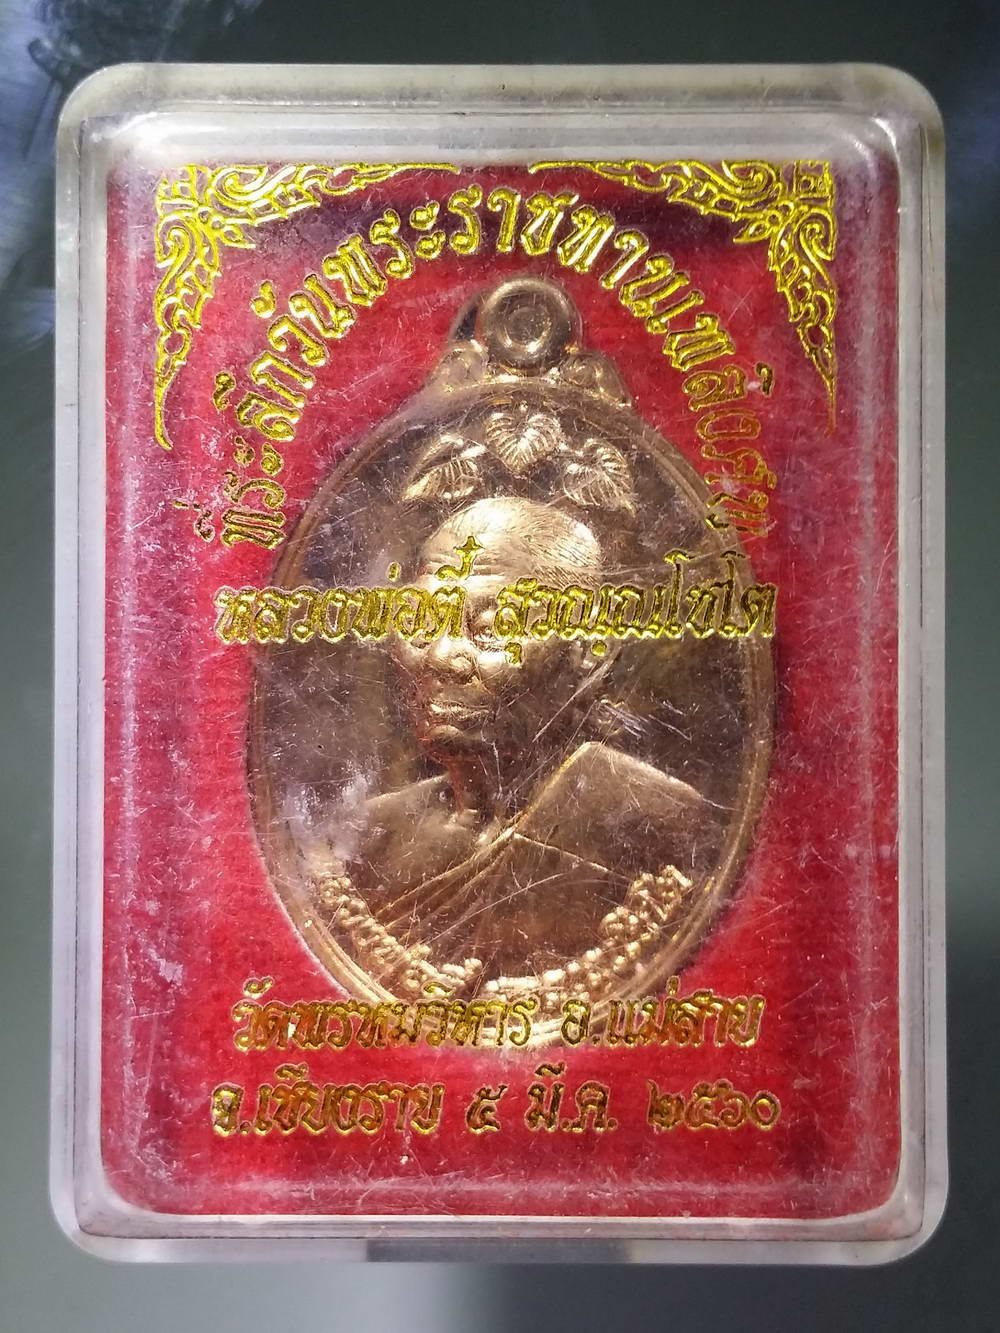 ที่ระลึกวันพระราชทานเพลิงศพ
หลวงพ่อตี๋ สุวณฺณโชโต
วัดพรหมวิหาร อ.แม่สาย
จ.เชียงราย ๕ มี.ค. ๒๕๖๐